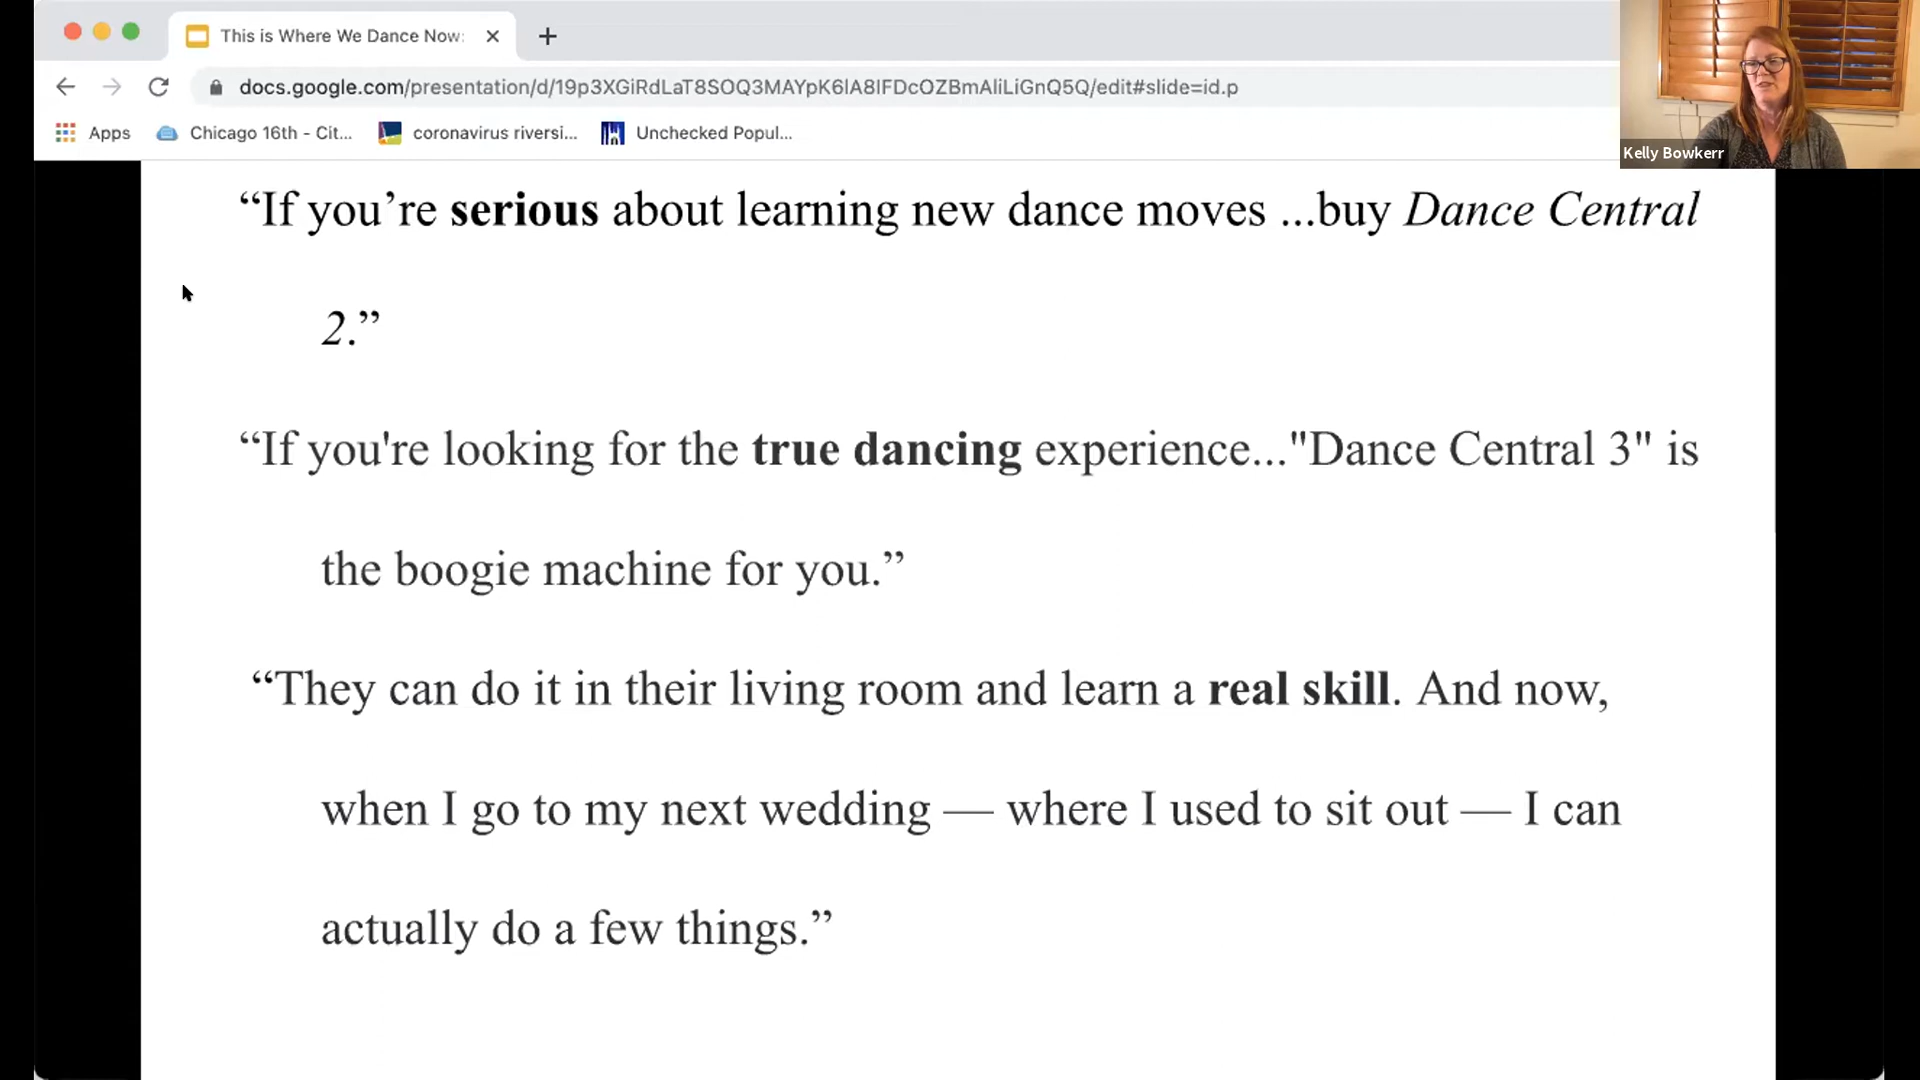 This is Where We Dance Now:
docs.google.com/presentation/d/19p3XGiRdLaT8SOQ3MAYpK6lA8IFDcOZBmAliLiGnQ5Q/edit#slide=id.p
Apps Chicago 16th - Cit... coronavirus riversi... Unchecked Popul...
Kelly Bowkerr
“If you’re serious about learning new dance moves ...buy Dance Central
2.”
“If you're looking for the true dancing experience..."Dance Central 3" is
the boogie machine for you.”
“They can do it in their living room and learn a real skill. And now,
when I go to my next wedding — where I used to sit out — I can
actually do a few things.”